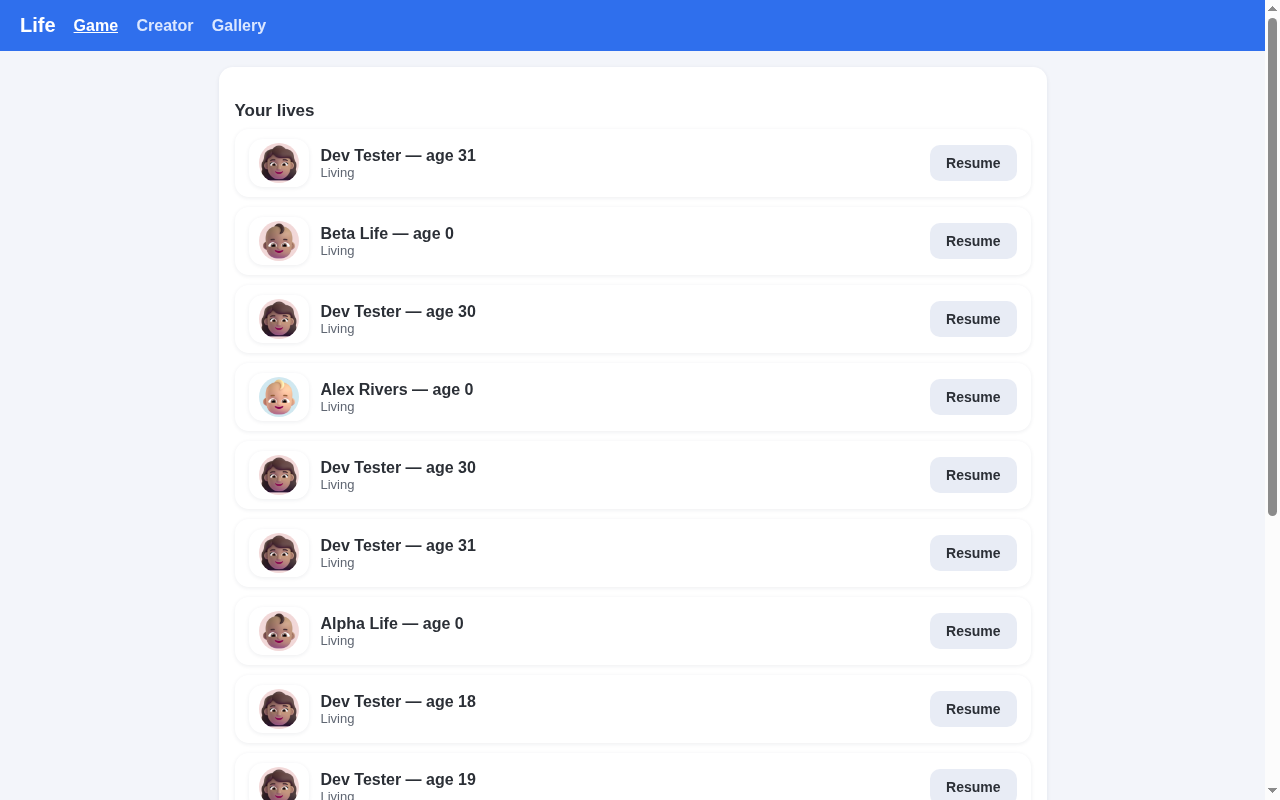 Life Game Creator Gallery
Your lives
Dev Tester — age 31
Living
Resume
Beta Life — age 0
Living
Resume
Dev Tester — age 30
Living
Resume
Alex Rivers — age 0
Living
Resume
Dev Tester — age 30
Living
Resume
Dev Tester — age 31
Living
Resume
Alpha Life — age 0
Living
Resume
Dev Tester — age 18
Living
Resume
Dev Tester — age 19
Living
Resume